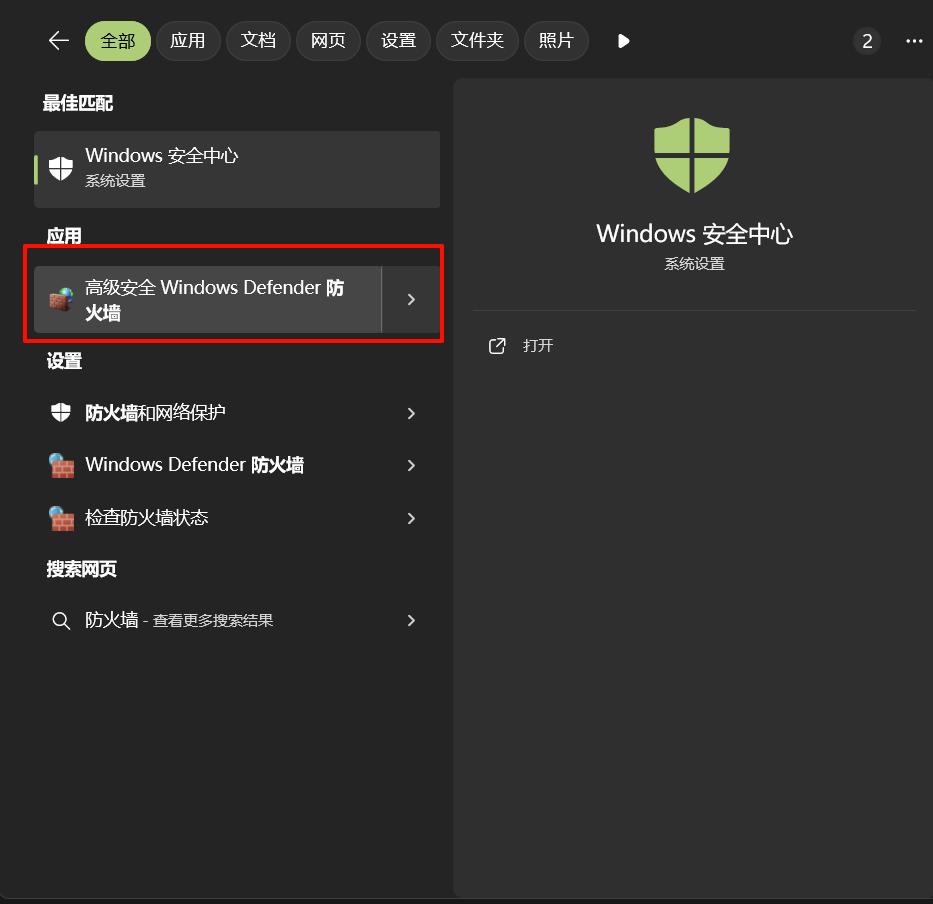 全部 应用 文档 网页 设置 文件夹 照片 2
最佳匹配
Windows 安全中心
系统设置
应用
高级安全 Windows Defender 防
火墙
设置
防火墙和网络保护
Windows Defender 防火墙
检查防火墙状态
搜索网页
防火墙 - 查看更多搜索结果
Windows 安全中心
系统设置
打开